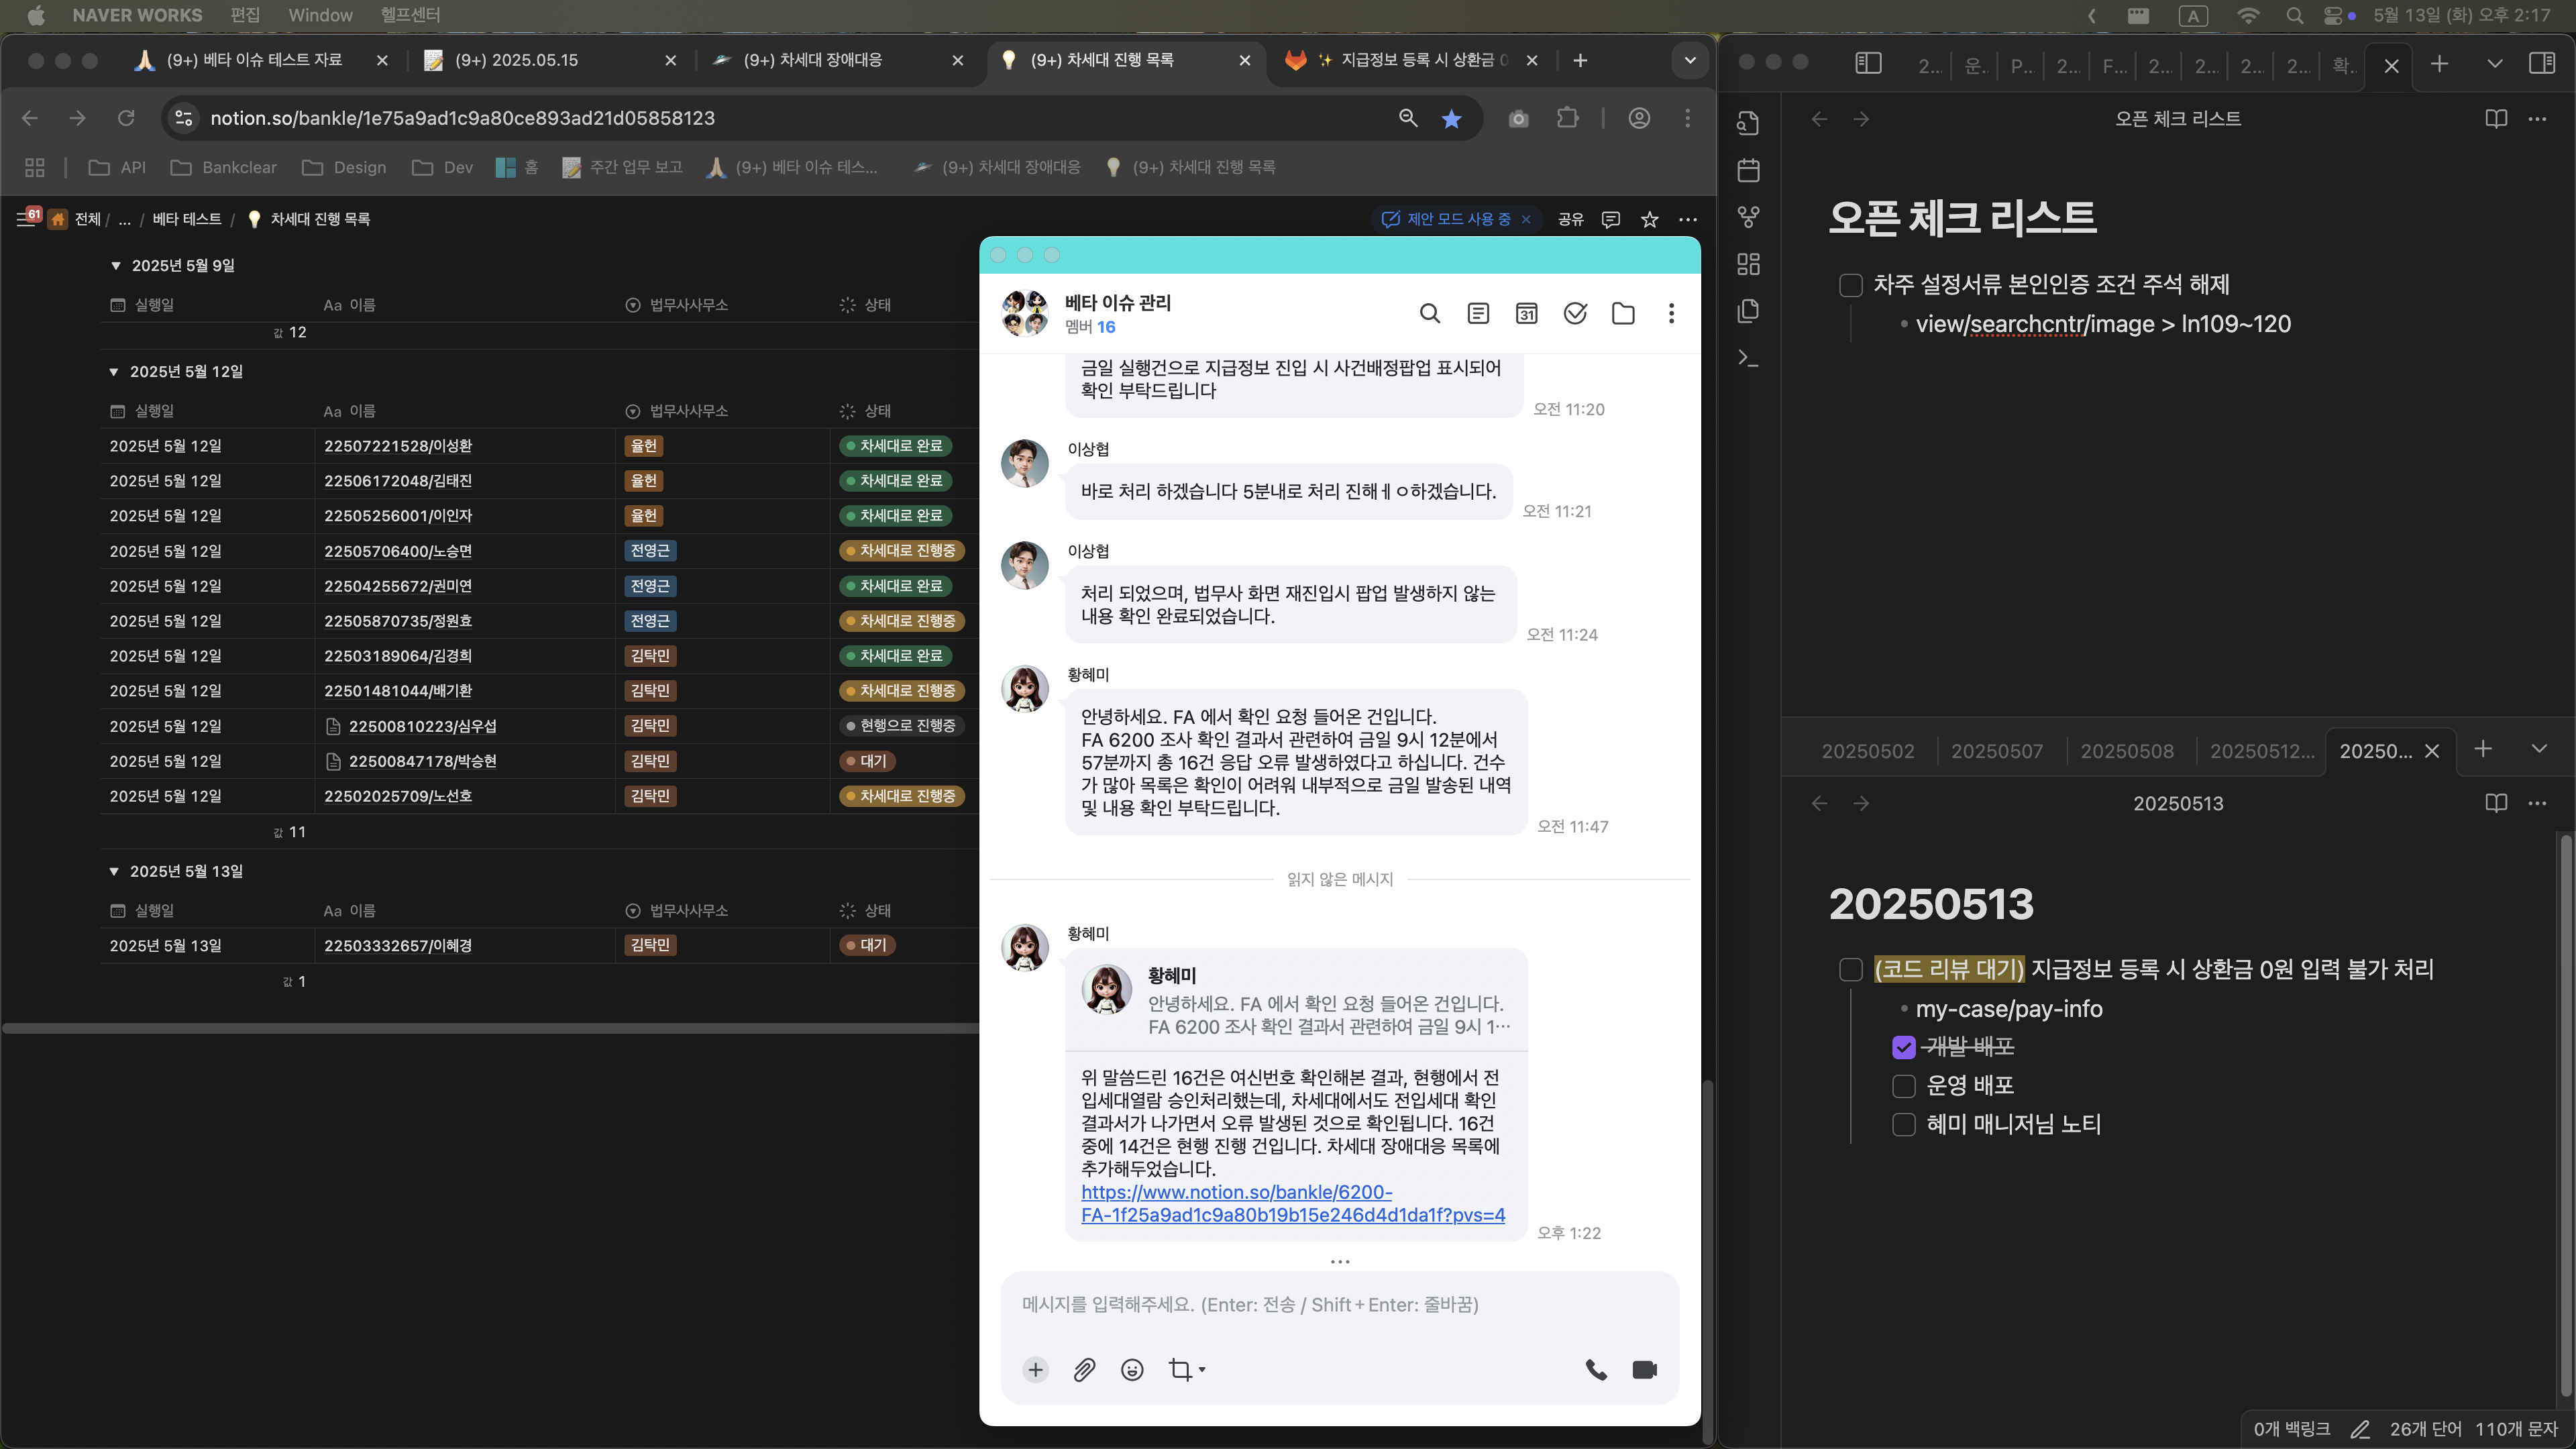 NAVER WORKS 편집 Window 헬프센터
A 5월 13일 (화) 오후 2:17
(9+) 베타 이슈 테스트 자료
(9+) 2025.05.15
(9+) 차세대 장애대응
(9+) 차세대 진행 목록
지급정보 등록 시 상환금 0
notion.so/bankle/1e75a9ad1c9a80ce893ad21d05858123
API Bankclear Design Dev 홈 주간 업무 보고 (9+) 베타 이슈 테스... (9+) 차세대 장애대응 (9+) 차세대 진행 목록
61 전체 / ... / 베타 테스트 / 차세대 진행 목록
제안 모드 사용 중 공유
2025년 5월 9일
실행일 Aa 이름 법무사사무소 상태
값 12
2025년 5월 12일
실행일 Aa 이름 법무사사무소 상태
2025년 5월 12일 22507221528/이성환 율헌 차세대로 완료
2025년 5월 12일 22506172048/김태진 율헌 차세대로 완료
2025년 5월 12일 22505256001/이인자 율헌 차세대로 완료
2025년 5월 12일 22505706400/노승면 전영근 차세대로 진행중
2025년 5월 12일 22504255672/권미연 전영근 차세대로 완료
2025년 5월 12일 22505870735/정원효 전영근 차세대로 진행중
2025년 5월 12일 22503189064/김경희 김탁민 차세대로 완료
2025년 5월 12일 22501481044/배기환 김탁민 차세대로 진행중
2025년 5월 12일 22500810223/심우섭 김탁민 현행으로 진행중
2025년 5월 12일 22500847178/박승현 김탁민 대기
2025년 5월 12일 22502025709/노선호 김탁민 차세대로 진행중
값 11
2025년 5월 13일
실행일 Aa 이름 법무사사무소 상태
2025년 5월 13일 22503332657/이혜경 김탁민 대기
값 1
베타 이슈 관리
멤버 16
31
금일 실행건으로 지급정보 진입 시 사건배정팝업 표시되어
확인 부탁드립니다
오전 11:20
이상협
바로 처리 하겠습니다 5분내로 처리 진해ㅔㅇ하겠습니다.
오전 11:21
이상협
처리 되었으며, 법무사 화면 재진입시 팝업 발생하지 않는
내용 확인 완료되었습니다.
오전 11:24
황혜미
안녕하세요. FA 에서 확인 요청 들어온 건입니다.
FA 6200 조사 확인 결과서 관련하여 금일 9시 12분에서
57분까지 총 16건 응답 오류 발생하였다고 하십니다. 건수
가 많아 목록은 확인이 어려워 내부적으로 금일 발송된 내역
및 내용 확인 부탁드립니다.
오전 11:47
읽지 않은 메시지
황혜미
황혜미
안녕하세요. FA 에서 확인 요청 들어온 건입니다.
FA 6200 조사 확인 결과서 관련하여 금일 9시 1···
위 말씀드린 16건은 여신번호 확인해본 결과, 현행에서 전
입세대열람 승인처리했는데, 차세대에서도 전입세대 확인
결과서가 나가면서 오류 발생된 것으로 확인됩니다. 16건
중에 14건은 현행 진행 건입니다. 차세대 장애대응 목록에
추가해두었습니다.
https://www.notion.so/bankle/6200-
FA-1f25a9ad1c9a80b19b15e246d4d1da1f?pvs=4
오후 1:22
메시지를 입력해주세요. (Enter: 전송 / Shift+Enter: 줄바꿈)
2... 운.. P... 2... F... 2... 2... 2... 2... 확..
오픈 체크 리스트
오픈 체크 리스트
차주 설정서류 본인인증 조건 주석 해제
view/searchcntr/image > ln109~120
20250502 20250507 20250508 20250512... 20250...
20250513
20250513
(코드 리뷰 대기) 지급정보 등록 시 상환금 0원 입력 불가 처리
my-case/pay-info
개발 배포
운영 배포
혜미 매니저님 노티
0개 백링크 26개 단어 110개 문자